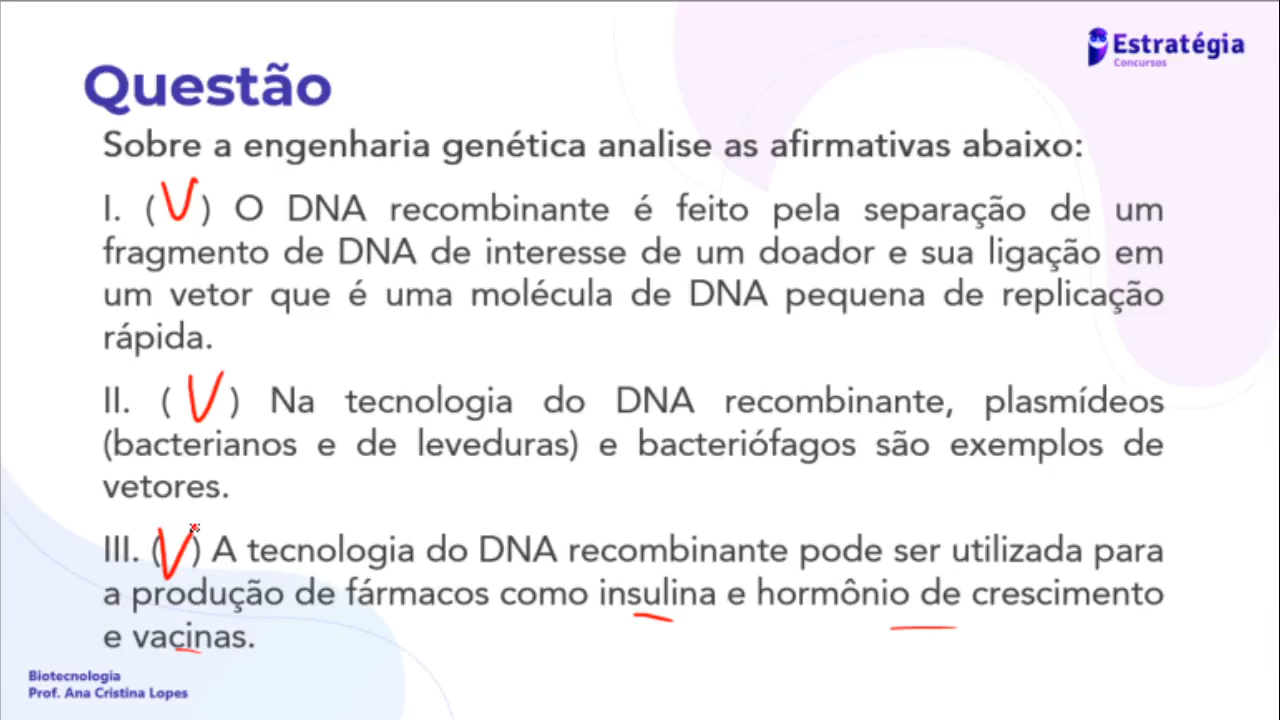 Estratégia
Concursos
Questão
Sobre a engenharia genética analise as afirmativas abaixo:
I. (V) O DNA recombinante é feito pela separação de um
fragmento de DNA de interesse de um doador e sua ligação em
um vetor que é uma molécula de DNA pequena de replicação
rápida.
II. (V) Na tecnologia do DNA recombinante, plasmídeos
(bacterianos e de leveduras) e bacteriófagos são exemplos de
vetores.
III. (V) A tecnologia do DNA recombinante pode ser utilizada para
a produção de fármacos como insulina e hormônio de crescimento
e vacinas.
Biotecnologia
Prof. Ana Cristina Lopes